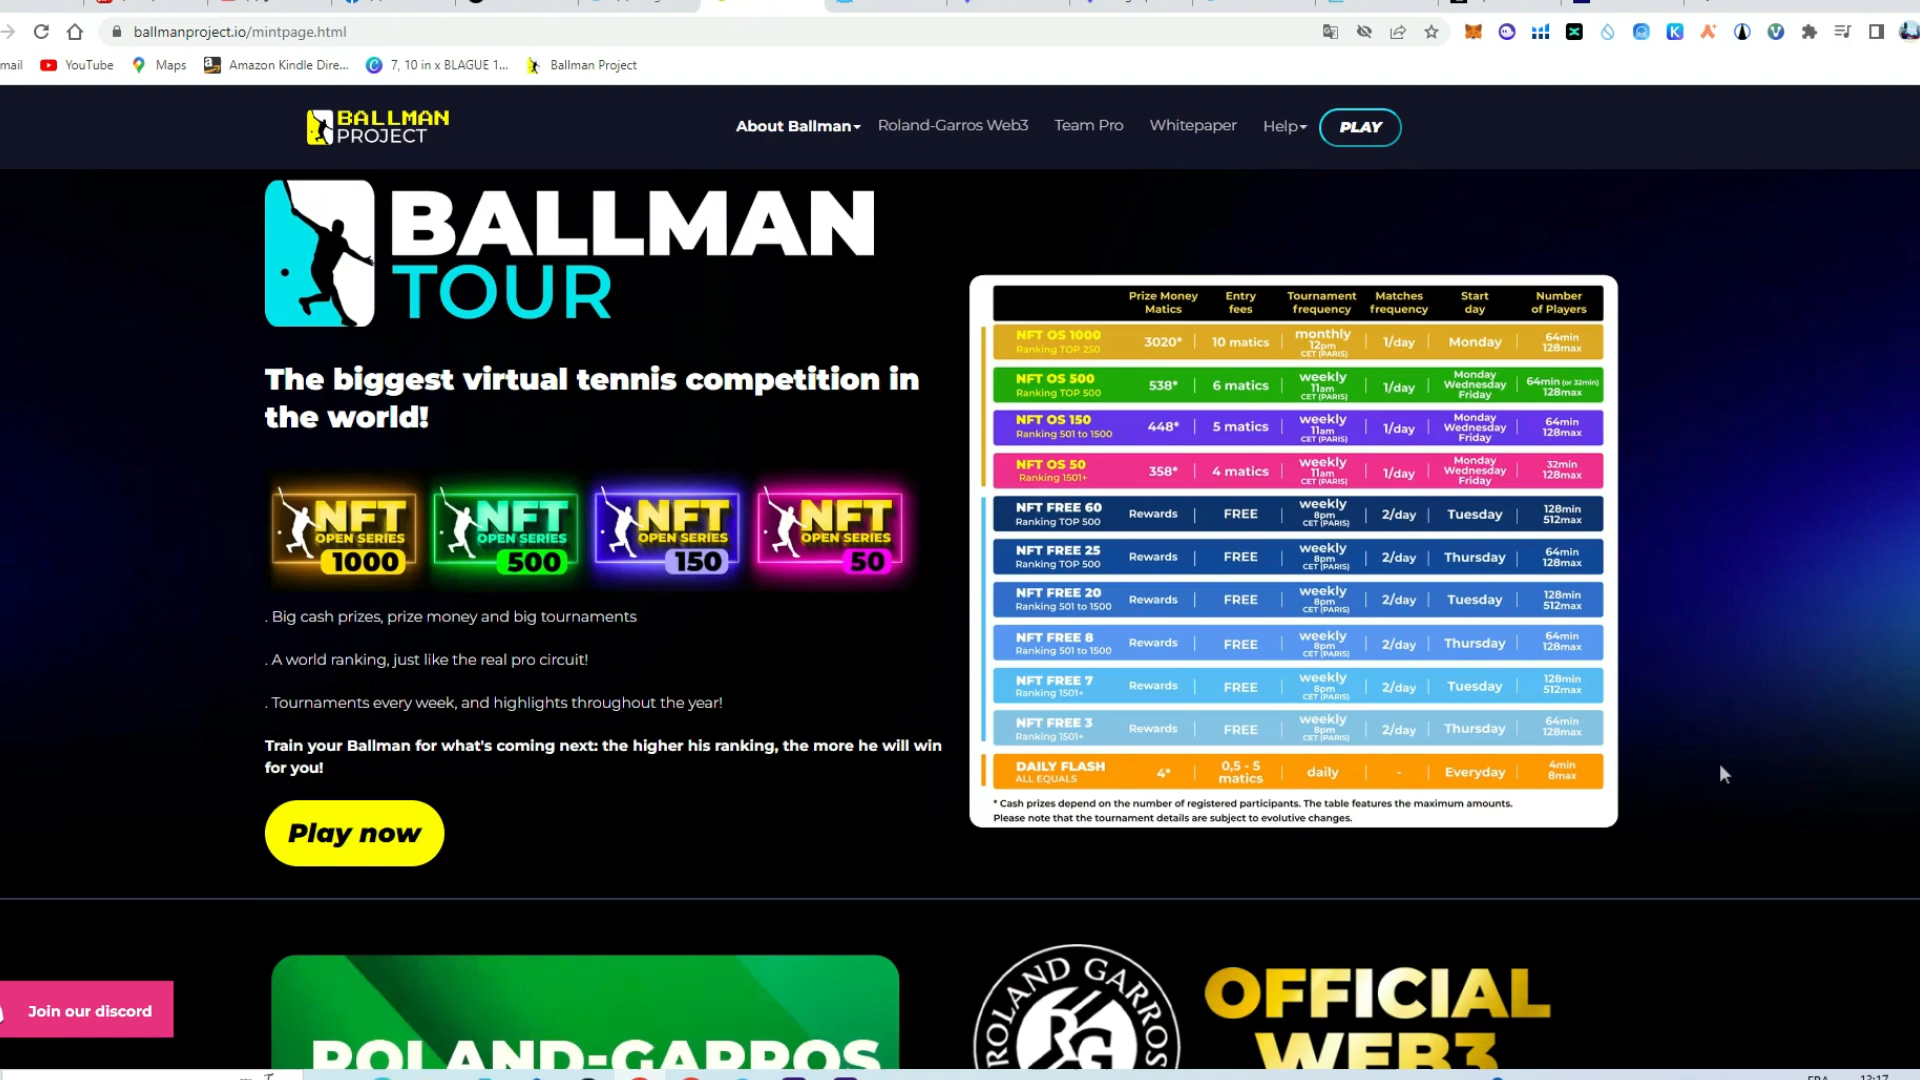 ballmanproject.io/mintpage.html
mail YouTube Maps Amazon Kindle Dire... 7, 10 in x BLAGUE 1... Ballman Project
BALLMAN
PROJECT
About Ballman Roland-Garros Web3 Team Pro Whitepaper Help PLAY
BALLMAN
TOUR
The biggest virtual tennis competition in
the world!
NFT
OPEN SERIES
1000
NFT
OPEN SERIES
500
NFT
OPEN SERIES
150
NFT
OPEN SERIES
50
. Big cash prizes, prize money and big tournaments
. A world ranking, just like the real pro circuit!
. Tournaments every week, and highlights throughout the year!
Train your Ballman for what's coming next: the higher his ranking, the more he will win
for you!
Play now
Prize Money Entry Tournament Matches Start Number
Matics fees frequency frequency day of Players
NFT OS 1000 Ranking TOP 250 3020* 10 matics monthly 12pm CET (PARIS) 1/day Monday 64min 128max
NFT OS 500 Ranking TOP 500 538* 6 matics weekly 11am CET (PARIS) 1/day Monday Wednesday Friday 64min (or 32min) 128max
NFT OS 150 Ranking 501 to 1500 448* 5 matics weekly 11am CET (PARIS) 1/day Monday Wednesday Friday 64min 128max
NFT OS 50 Ranking 1501+ 358* 4 matics weekly 11am CET (PARIS) 1/day Monday Wednesday Friday 32min 128max
NFT FREE 60 Ranking TOP 500 Rewards FREE weekly 8pm CET (PARIS) 2/day Tuesday 128min 512max
NFT FREE 25 Ranking TOP 500 Rewards FREE weekly 8pm CET (PARIS) 2/day Thursday 64min 128max
NFT FREE 20 Ranking 501 to 1500 Rewards FREE weekly 8pm CET (PARIS) 2/day Tuesday 128min 512max
NFT FREE 8 Ranking 501 to 1500 Rewards FREE weekly 8pm CET (PARIS) 2/day Thursday 64min 128max
NFT FREE 7 Ranking 1501+ Rewards FREE weekly 8pm CET (PARIS) 2/day Tuesday 128min 512max
NFT FREE 3 Ranking 1501+ Rewards FREE weekly 8pm CET (PARIS) 2/day Thursday 64min 128max
DAILY FLASH ALL EQUALS 4* 0,5 - 5 matics daily - Everyday 4min 8max
* Cash prizes depend on the number of registered participants. The table features the maximum amounts.
Please note that the tournament details are subject to evolutive changes.
Join our discord
ROLAND-GARROS
ROLAND GARROS
RG
OFFICIAL
WEB3